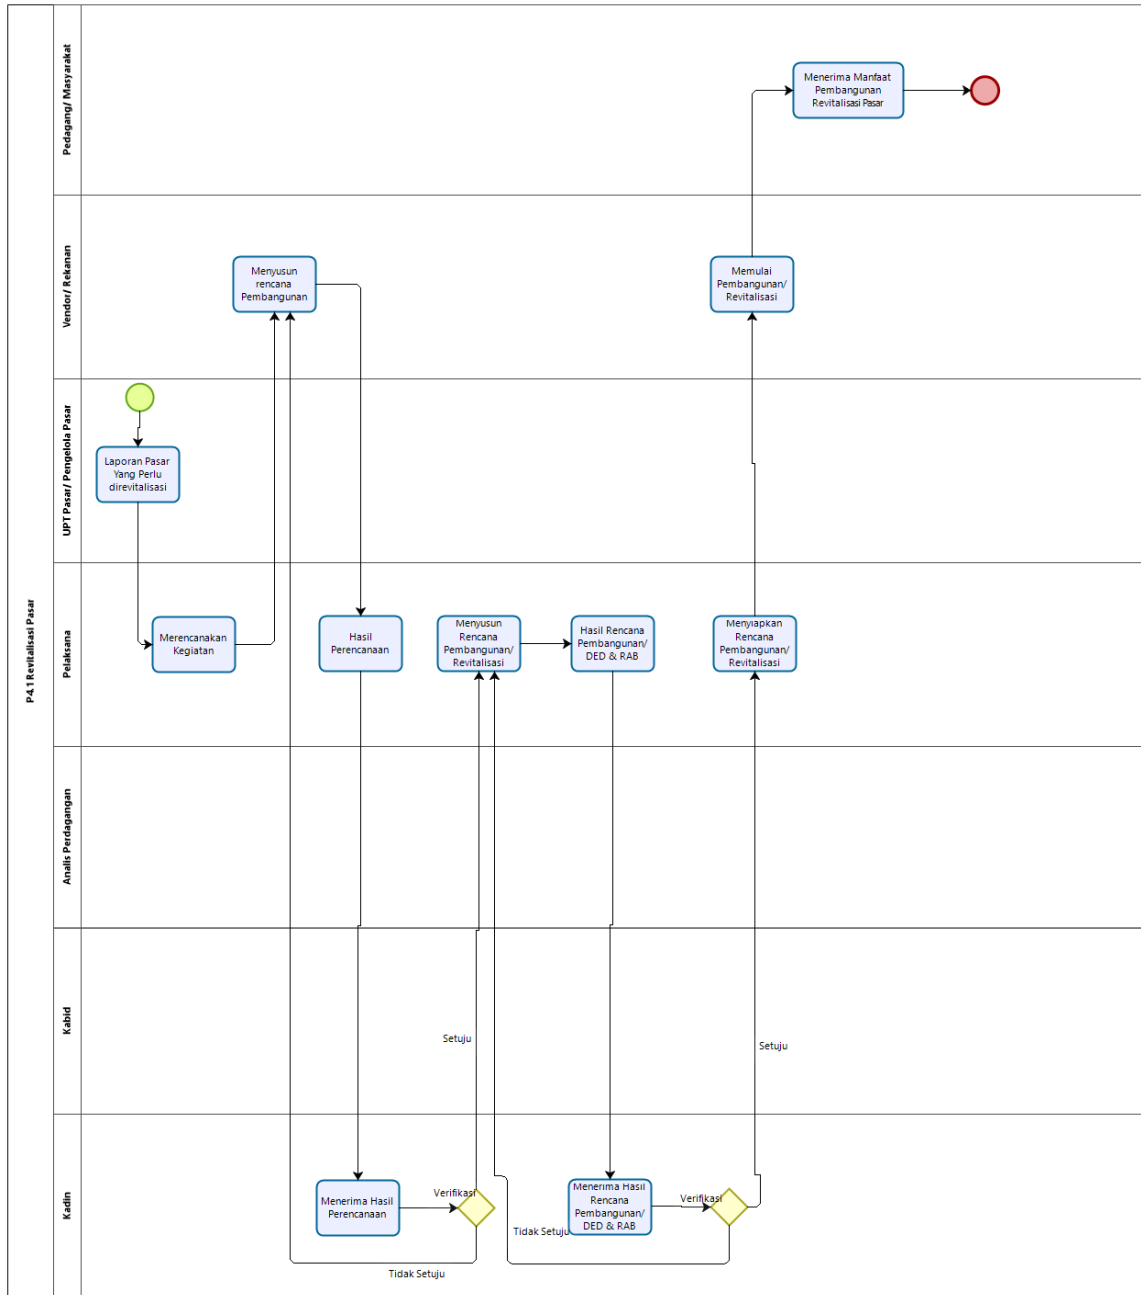 P4.1 Revitalisasi Pasar
Pedagang/ Masyarakat
Menerima Manfaat
Pembangunan
Revitalisasi Pasar
Vendor/ Rekanan
Menyusun
rencana
Pembangunan
Memulai
Pembangunan/
Revitalisasi
UPT Pasar/ Pengelola Pasar
Laporan Pasar
Yang Perlu
direvitalisasi
Pelaksana
Merencanakan
Kegiatan
Hasil
Perencanaan
Menyusun
Rencana
Pembangunan/
Revitalisasi
Hasil Rencana
Pembangunan/
DED & RAB
Menyiapkan
Rencana
Pembangunan/
Revitalisasi
Analis Perdagangan
Kabid
Setuju
Setuju
Kadin
Menerima Hasil
Perencanaan
Verifikasi
Tidak Setuju
Menerima Hasil
Rencana
Pembangunan/
DED & RAB
Verifikasi
Tidak Setuju